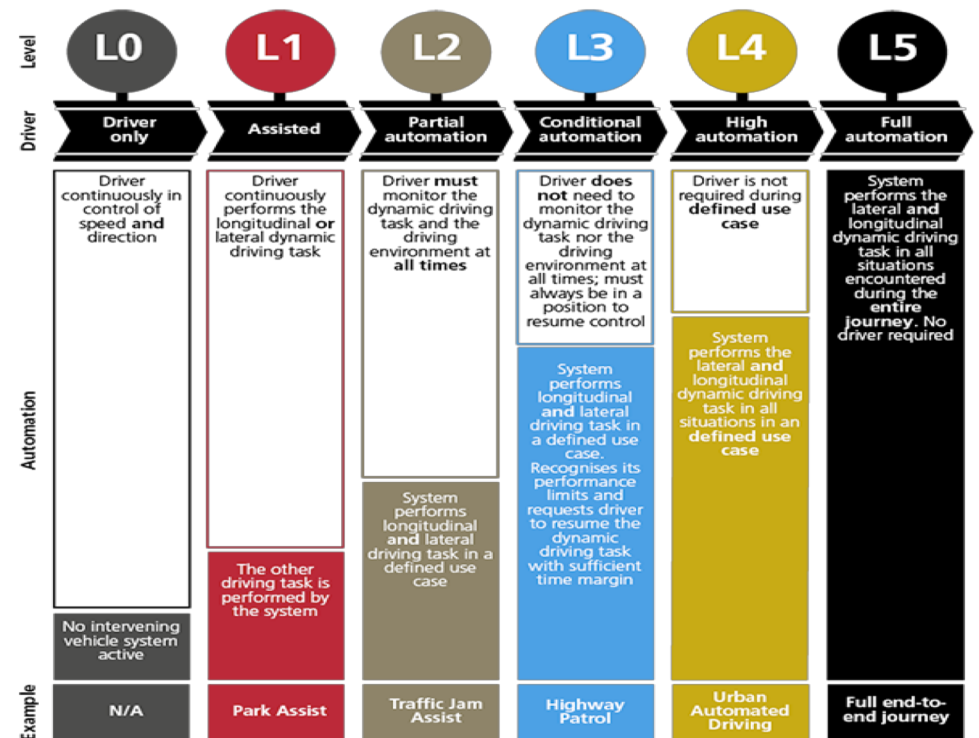 Level
L0
L1
L2
L3
L4
L5
Driver
Driver
only
Assisted
Partial
automation
Conditional
automation
High
automation
Full
automation
Automation
Driver
continuously in
control of
speed and
direction
No intervening
vehicle system
active
Driver
continuously
performs the
longitudinal or
lateral dynamic
driving task
The other
driving task is
performed by
the system
Driver must
monitor the
dynamic driving
task and the
driving
environment at
all times
System
performs
longitudinal
and lateral
driving task in a
defined use
case
Driver does
not need to
monitor the
dynamic driving
task nor the
driving
environment at
all times; must
always be in a
position to
resume control
System
performs
longitudinal
and lateral
driving task in
a defined use
case.
Recognises its
performance
limits and
requests driver
to resume the
dynamic
driving task
with sufficient
time margin
Driver is not
required during
defined use
case
System
performs the
lateral and
longitudinal
dynamic driving
task in all
situations in an
defined use
case
System
performs the
lateral and
longitudinal
dynamic driving
task in all
situations
encountered
during the
entire
journey. No
driver required
Example
N/A
Park Assist
Traffic Jam
Assist
Highway
Patrol
Urban
Automated
Driving
Full end-to-
end journey